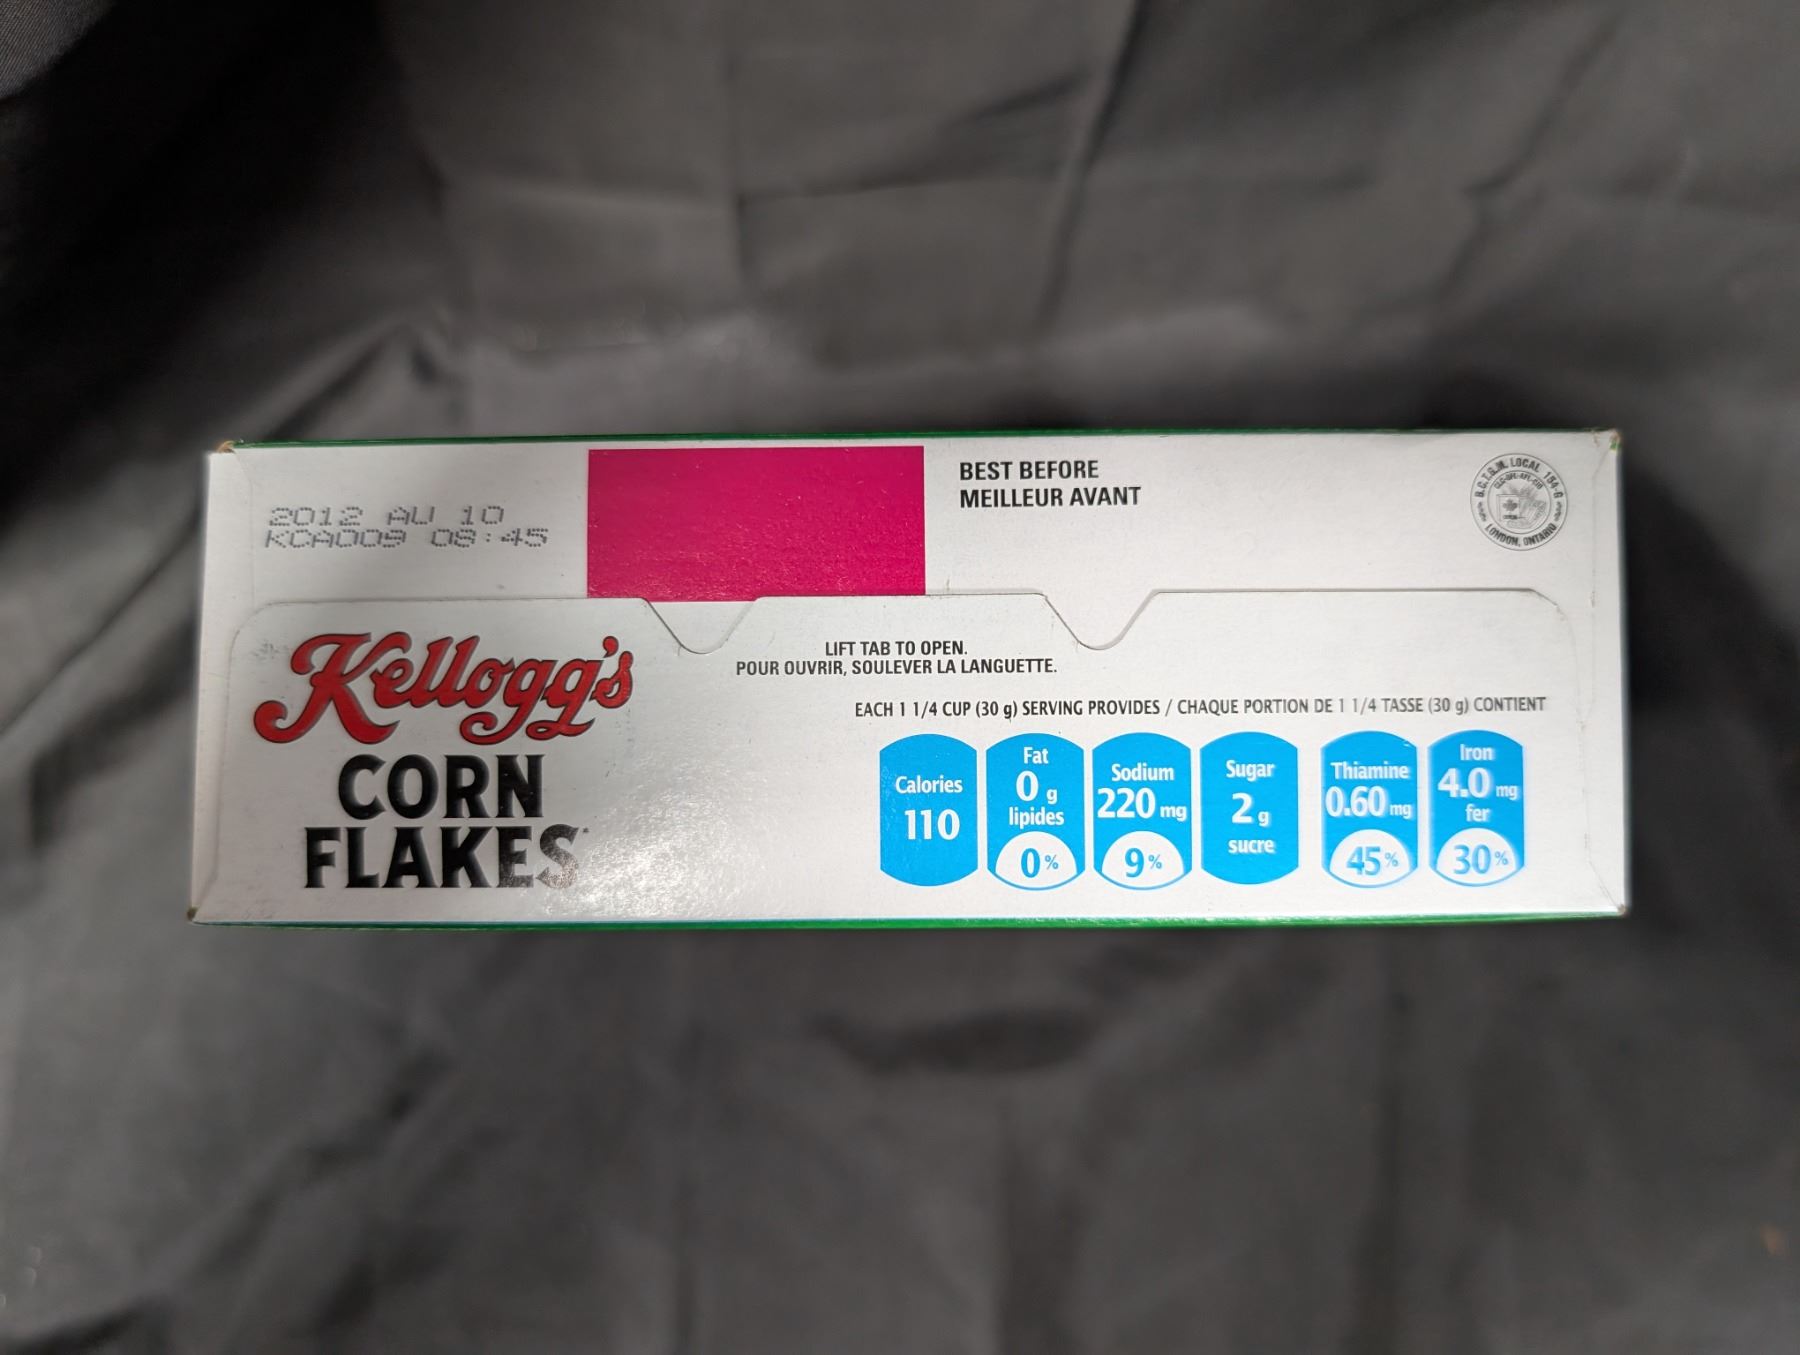 2012 AU 10
KCA009 08:45
BEST BEFORE
MEILLEUR AVANT
B.C.T.G.M. LOCAL 154-G
LONDON, ONTARIO
Kellogg's
CORN
FLAKES
LIFT TAB TO OPEN.
POUR OUVRIR, SOULEVER LA LANGUETTE.
EACH 1 1/4 CUP (30 g) SERVING PROVIDES / CHAQUE PORTION DE 1 1/4 TASSE (30 g) CONTIENT
Calories
110
Fat
0 g
lipides
0%
Sodium
220 mg
9%
Sugar
2 g
sucre
Thiamine
0.60 mg
45%
Iron
4.0 mg
fer
30%